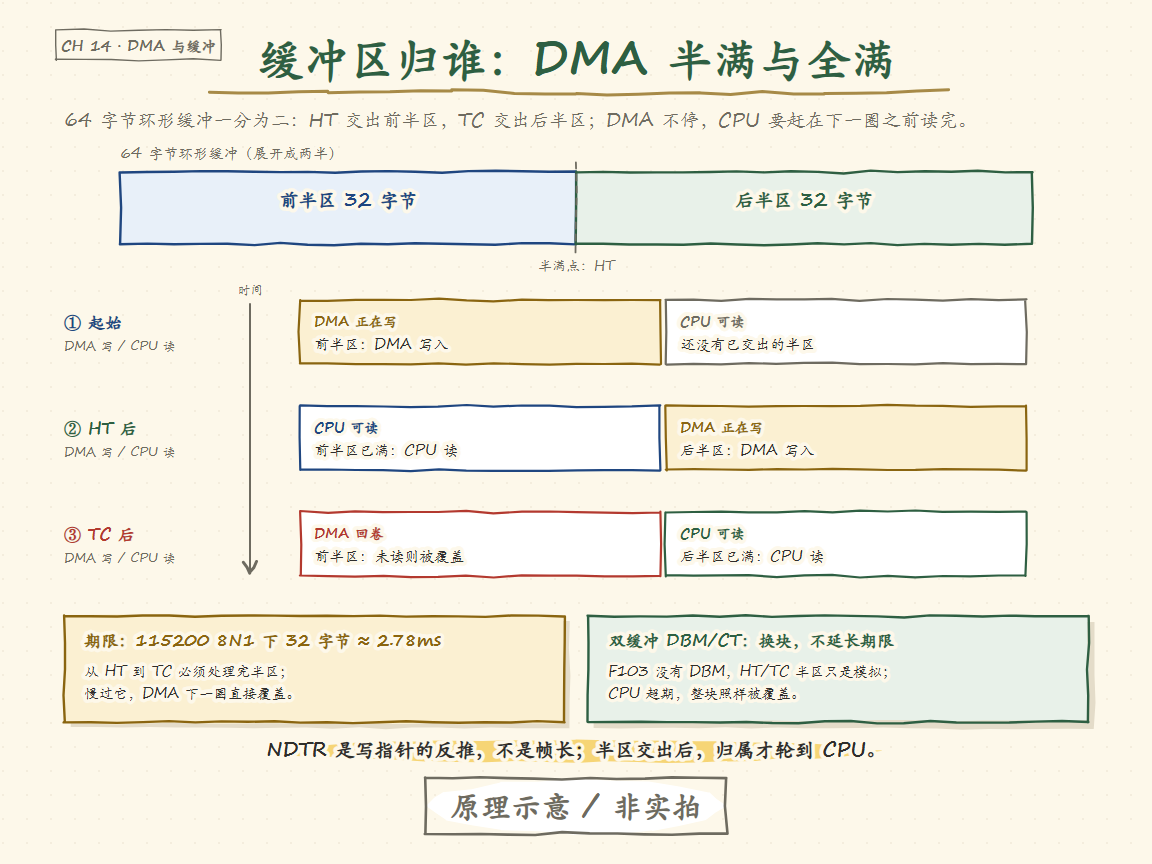 CH 14 · DMA 与缓冲
缓冲区归谁：DMA 半满与全满
64 字节环形缓冲一分为二：HT 交出前半区，TC 交出后半区；DMA 不停，CPU 要赶在下一圈之前读完。
64 字节环形缓冲（展开成两半）
前半区 32 字节
后半区 32 字节
半满点：HT
时间
① 起始
DMA 写 / CPU 读
DMA 正在写
前半区：DMA 写入
CPU 可读
还没有已交出的半区
② HT 后
DMA 写 / CPU 读
CPU 可读
前半区已满：CPU 读
DMA 正在写
后半区：DMA 写入
③ TC 后
DMA 写 / CPU 读
DMA 回卷
前半区：未读则被覆盖
CPU 可读
后半区已满：CPU 读
期限：115200 8N1 下 32 字节 ≈ 2.78ms
从 HT 到 TC 必须处理完半区；
慢过它，DMA 下一圈直接覆盖。
双缓冲 DBM/CT：换块，不延长期限
F103 没有 DBM，HT/TC 半区只是模拟；
CPU 超期，整块照样被覆盖。
NDTR 是写指针的反推，不是帧长；半区交出后，归属才轮到 CPU。
原理示意 / 非实拍